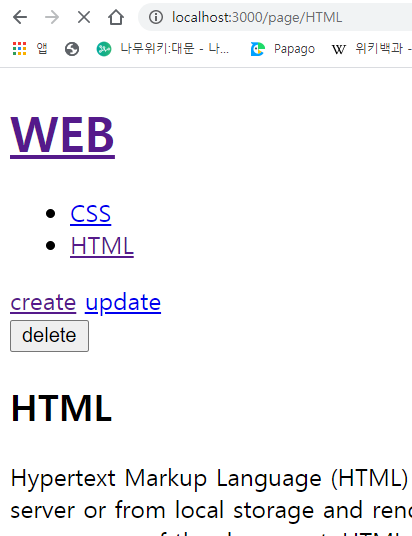 localhost:3000/page/HTML
앱 나무위키:대문 - 나... Papago W 위키백과 -
WEB
CSS
HTML
create update
delete
HTML
Hypertext Markup Language (HTML)
server or from local storage and